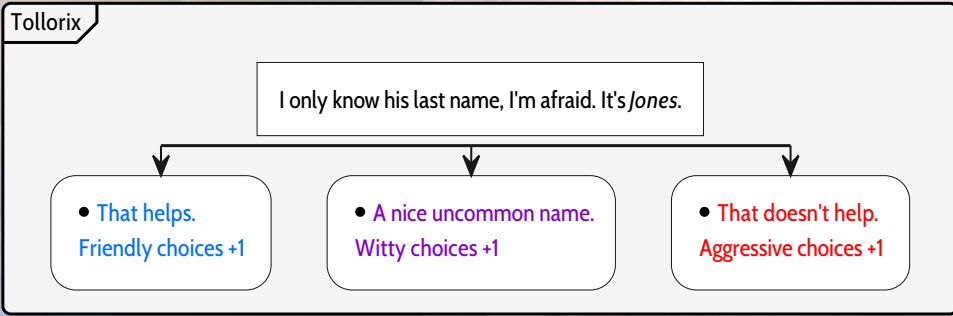 Tollorix
I only know his last name, I'm afraid. It's Jones.
• That helps.
Friendly choices +1
• A nice uncommon name.
Witty choices +1
• That doesn't help.
Aggressive choices +1